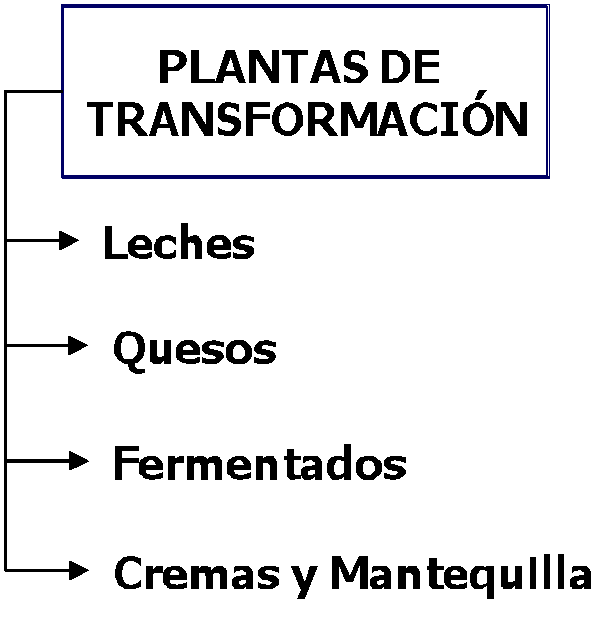 PLANTAS DE
TRANSFORMACIÓN
Leches
Quesos
Fermentados
Cremas y Mantequilla